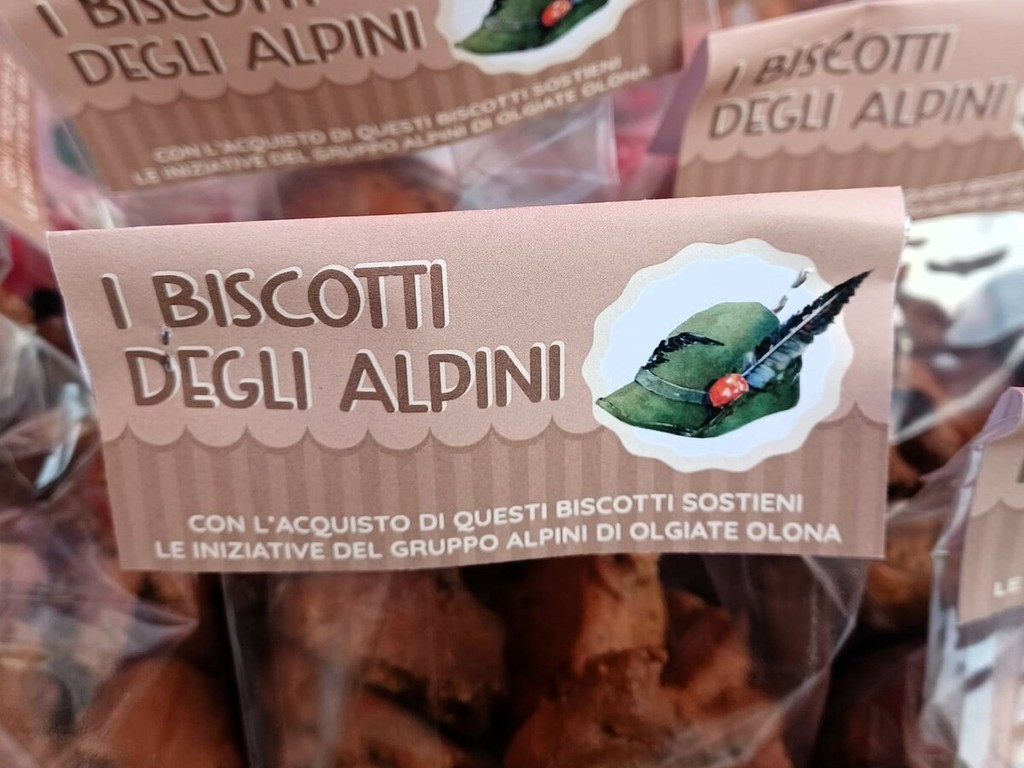 I BISCOTTI
DEGLI ALPINI
CON L'ACQUISTO DI QUESTI BISCOTTI SOSTIENI
LE INIZIATIVE DEL GRUPPO ALPINI DI OLGIATE OLONA
I BISCOTTI
DEGLI ALPINI
I BISCOTTI
DEGLI ALPINI
CON L'ACQUISTO DI QUESTI BISCOTTI SOSTIENI
LE INIZIATIVE DEL GRUPPO ALPINI DI OLGIATE OLONA
LE